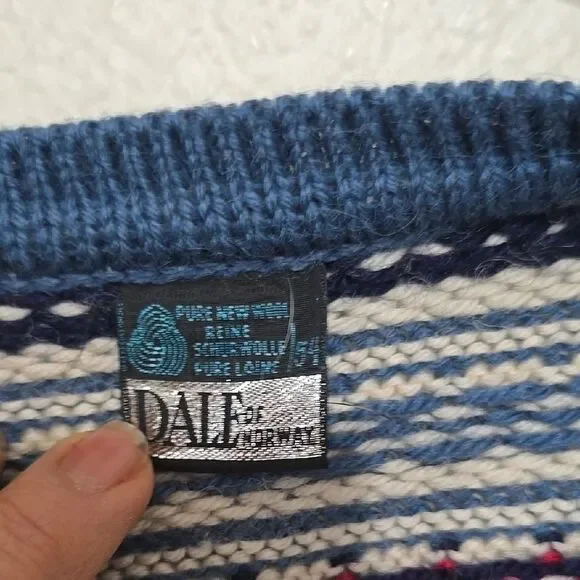 PURE NEW WOOL
REINE
SCHURWOLLE
PURE LAINE 54
DALE OF
NORWAY